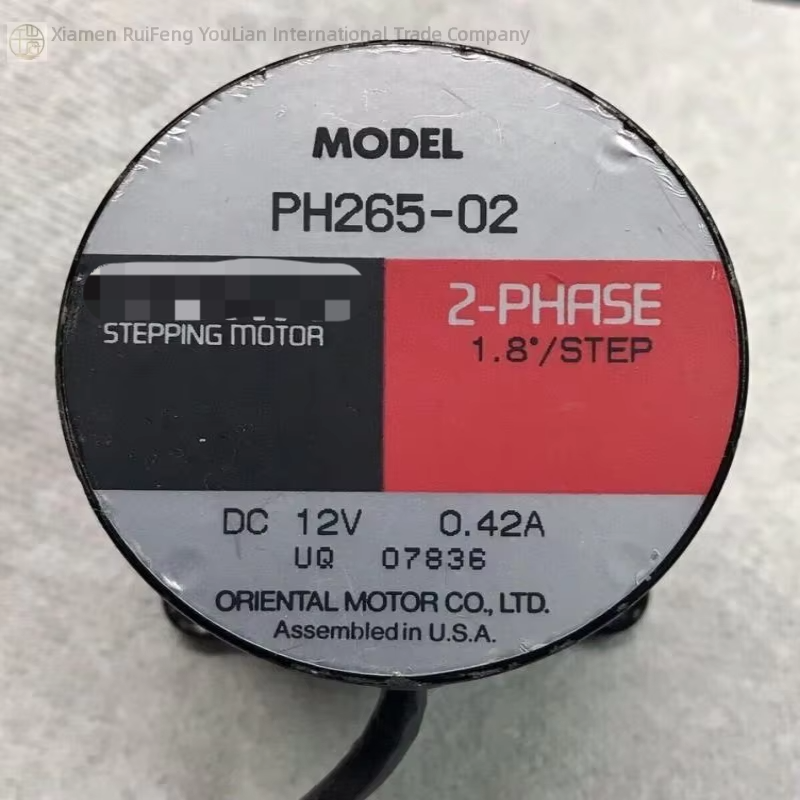 Xiamen RuiFeng YouLian International Trade Company
MODEL
PH265-02
STEPPING MOTOR
2-PHASE
1.8°/STEP
DC 12V 0.42A
UQ 07836
ORIENTAL MOTOR CO., LTD.
Assembled in U.S.A.